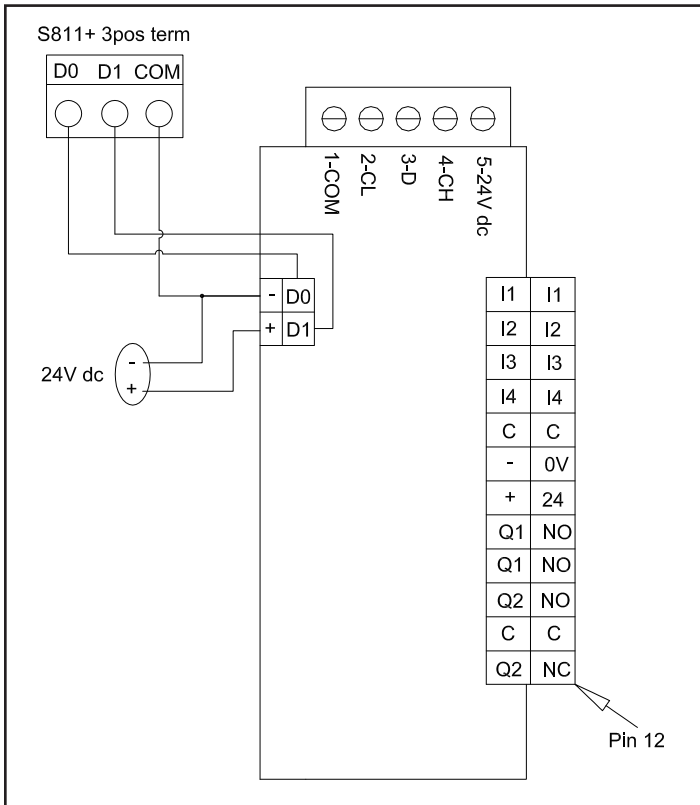 S811+ 3pos term
D0 D1 COM
1-COM
2-CL
3-D
4-CH
5-24V dc
- D0
+ D1
24V dc
-
+
I1 I1
I2 I2
I3 I3
I4 I4
C C
- 0V
+ 24
Q1 NO
Q1 NO
Q2 NO
C C
Q2 NC
Pin 12